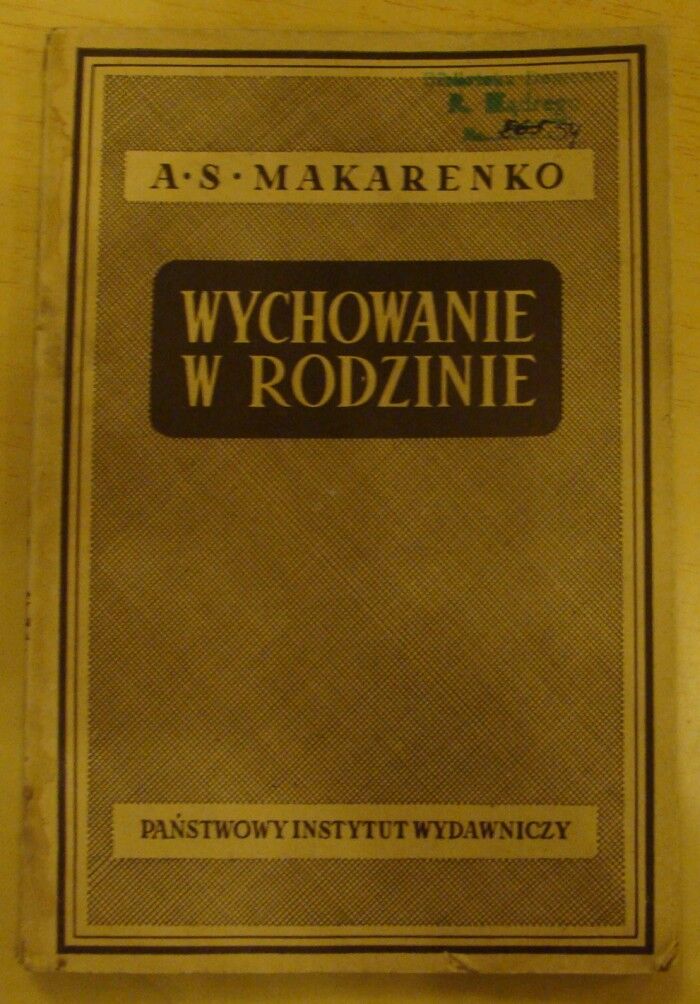 A·S·MAKARENKO
WYCHOWANIE
W RODZINIE
PAŃSTWOWY INSTYTUT WYDAWNICZY